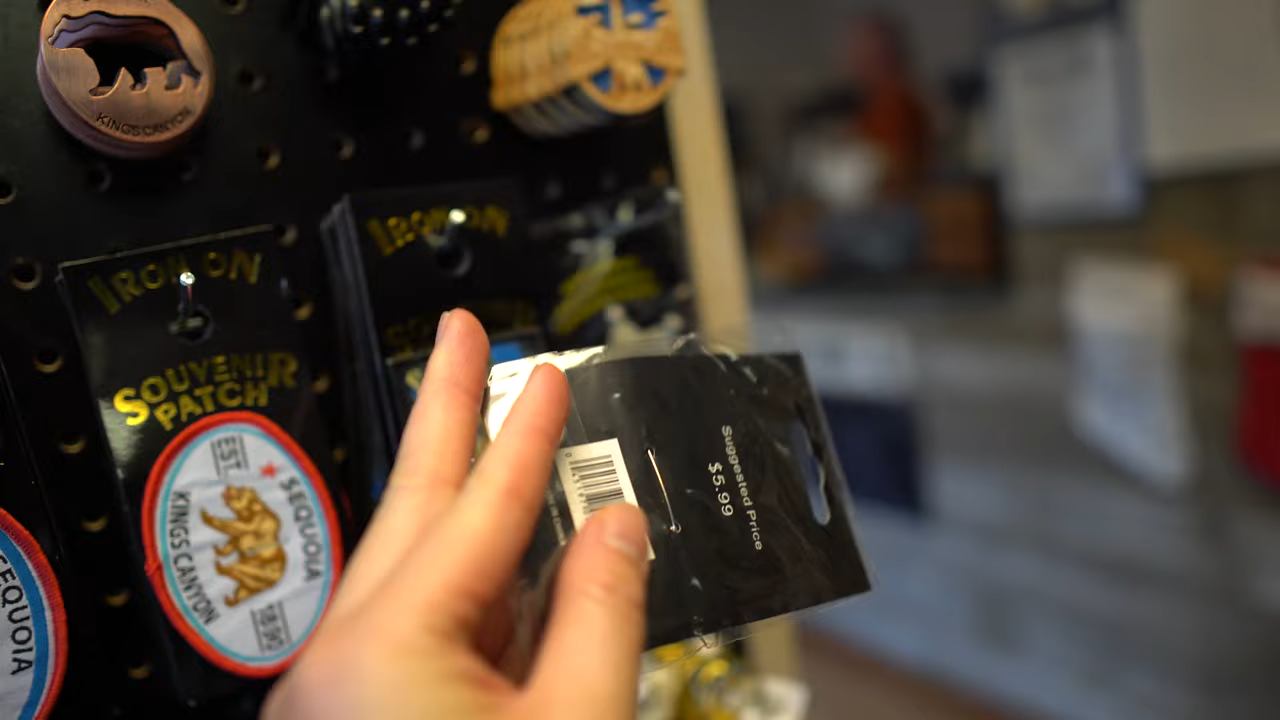 KINGS CANYON
IRON ON
SOUVENIR
PATCH
EST.
SEQUOIA
KINGS CANYON
1890
IRON ON
Suggested Price
$5.99
SEQUOIA